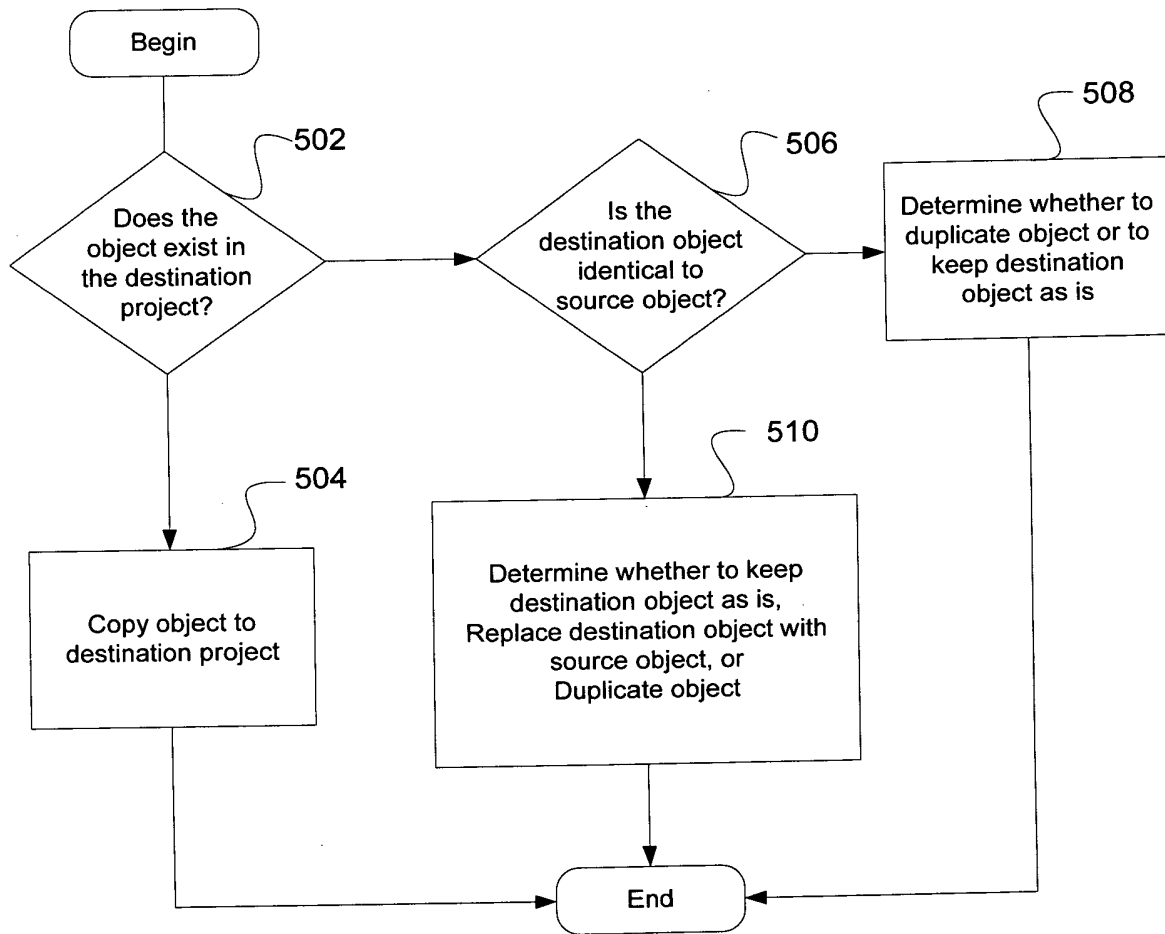 Begin
502
Does the
object exist in
the destination
project?
506
Is the
destination object
identical to
source object?
508
Determine whether to
duplicate object or to
keep destination
object as is
504
Copy object to
destination project
510
Determine whether to keep
destination object as is,
Replace destination object with
source object, or
Duplicate object
End